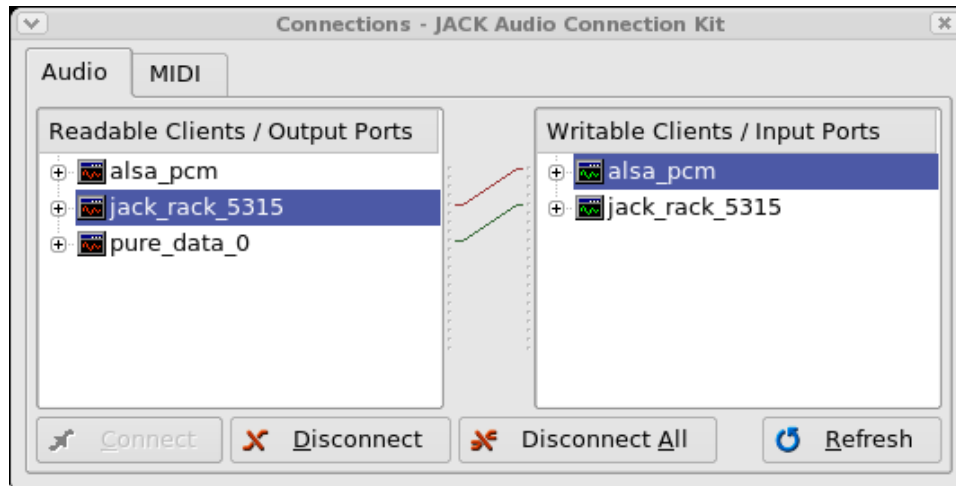 Connections - JACK Audio Connection Kit
Audio MIDI
Readable Clients / Output Ports
alsa_pcm
jack_rack_5315
pure_data_0
Writable Clients / Input Ports
alsa_pcm
jack_rack_5315
Connect Disconnect Disconnect All Refresh